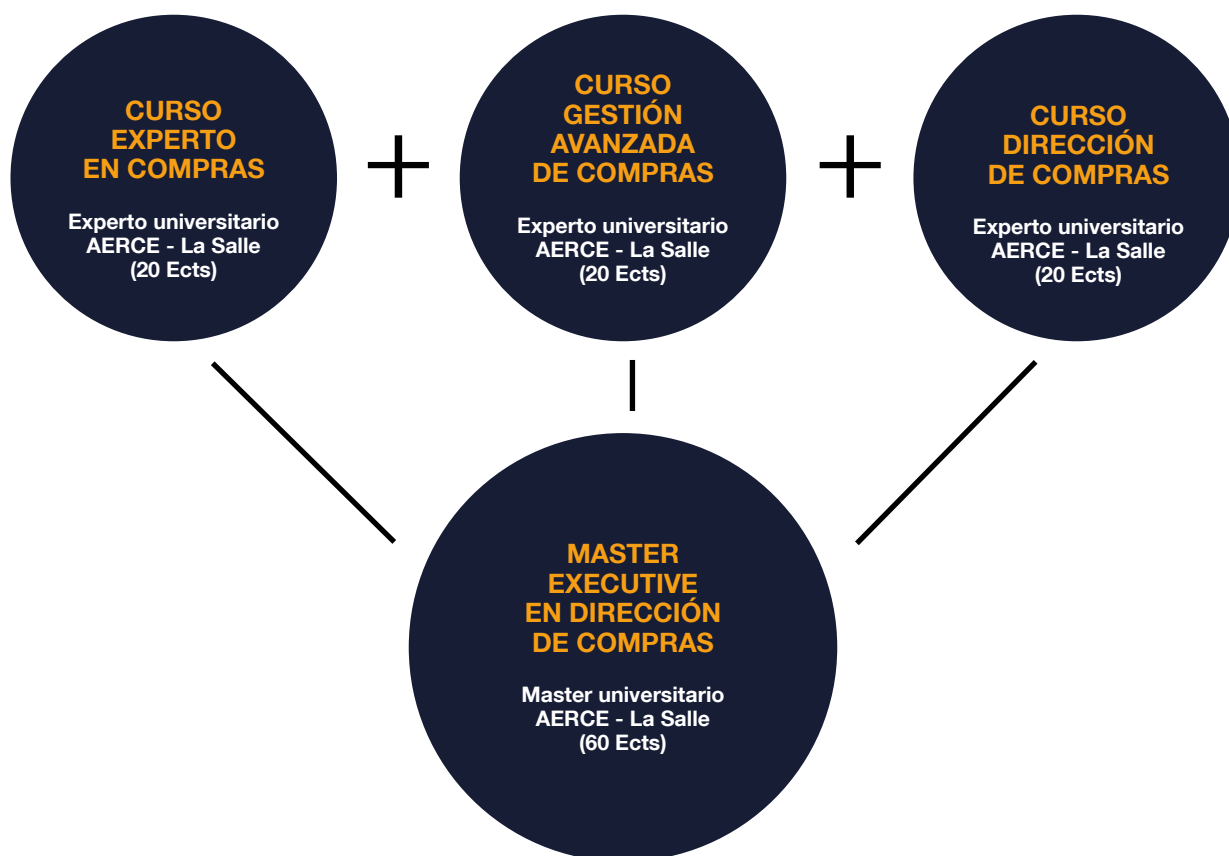 CURSO
EXPERTO
EN COMPRAS
Experto universitario
AERCE - La Salle
(20 Ects)
+
CURSO
GESTIÓN
AVANZADA
DE COMPRAS
Experto universitario
AERCE - La Salle
(20 Ects)
+
CURSO
DIRECCIÓN
DE COMPRAS
Experto universitario
AERCE - La Salle
(20 Ects)
MASTER
EXECUTIVE
EN DIRECCIÓN
DE COMPRAS
Master universitario
AERCE - La Salle
(60 Ects)